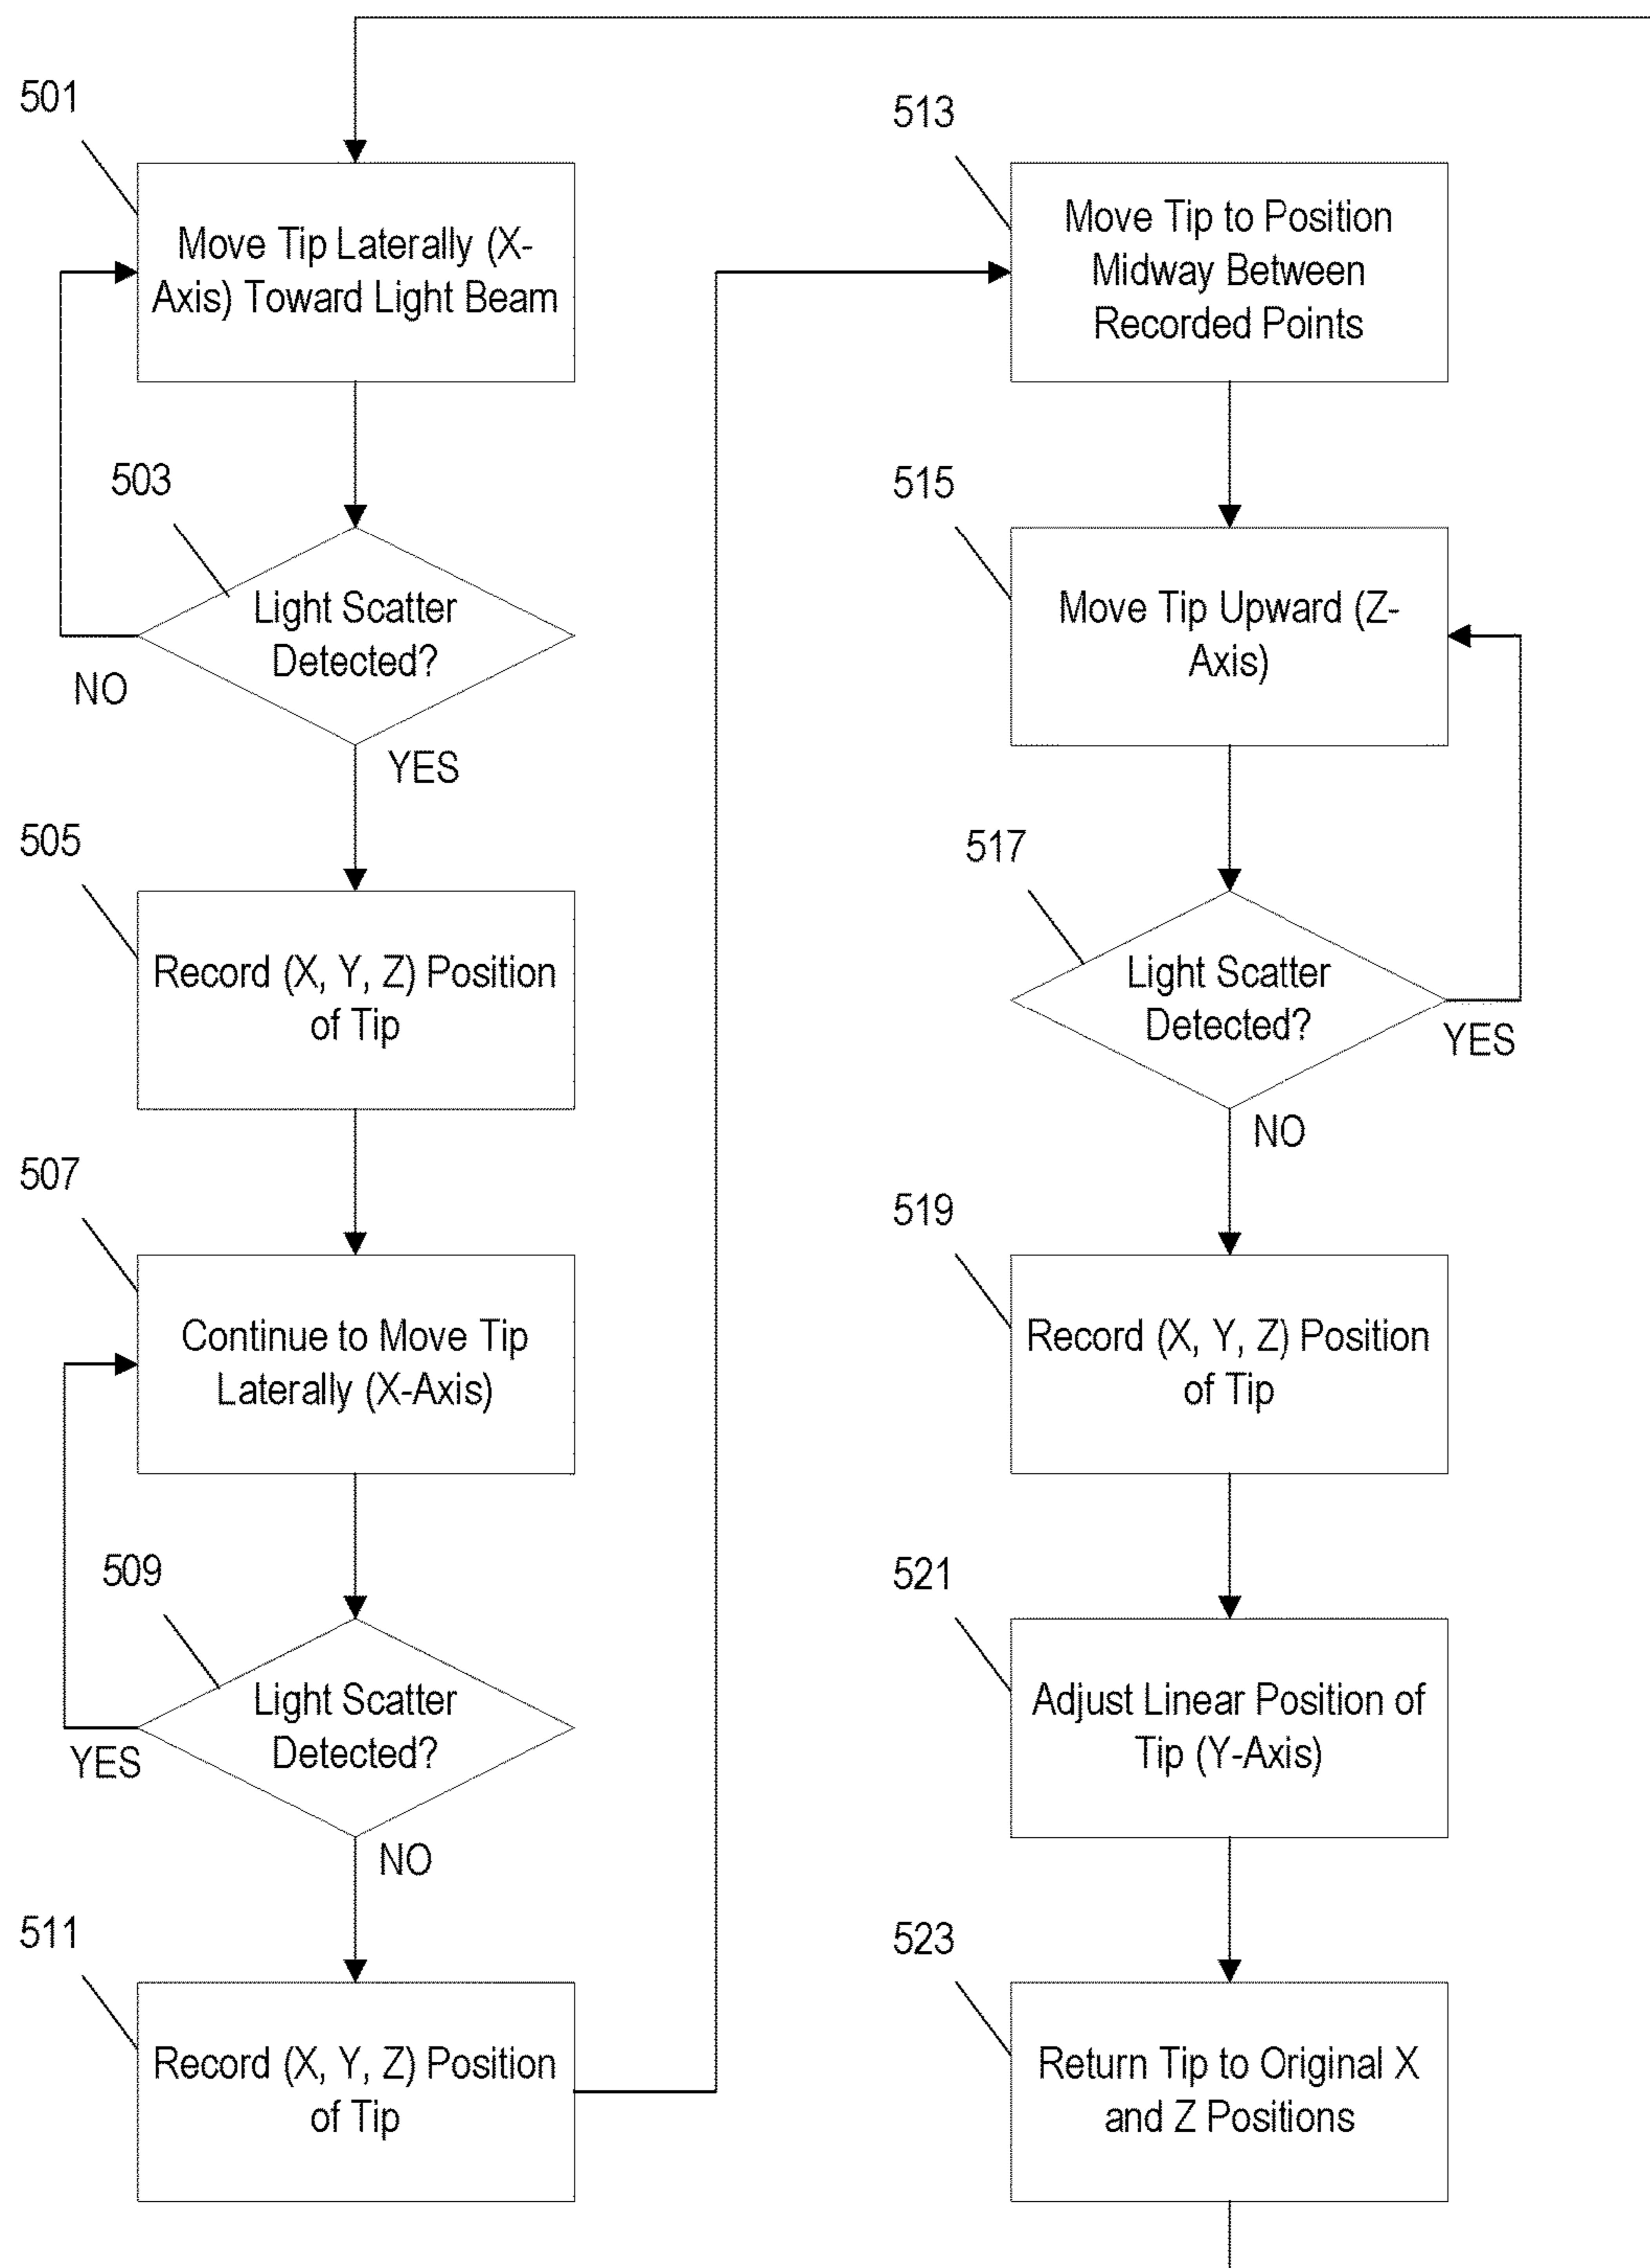 501
Move Tip Laterally (X-
Axis) Toward Light Beam
503
Light Scatter
Detected?
NO
YES
505
Record (X, Y, Z) Position
of Tip
507
Continue to Move Tip
Laterally (X-Axis)
509
Light Scatter
Detected?
YES
NO
511
Record (X, Y, Z) Position
of Tip
513
Move Tip to Position
Midway Between
Recorded Points
515
Move Tip Upward (Z-
Axis)
517
Light Scatter
Detected?
YES
NO
519
Record (X, Y, Z) Position
of Tip
521
Adjust Linear Position of
Tip (Y-Axis)
523
Return Tip to Original X
and Z Positions